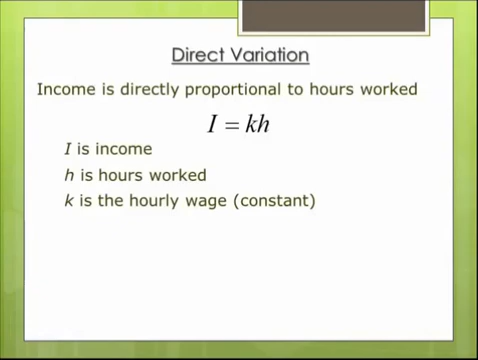 Direct Variation
Income is directly proportional to hours worked
I = kh
I is income
h is hours worked
k is the hourly wage (constant)